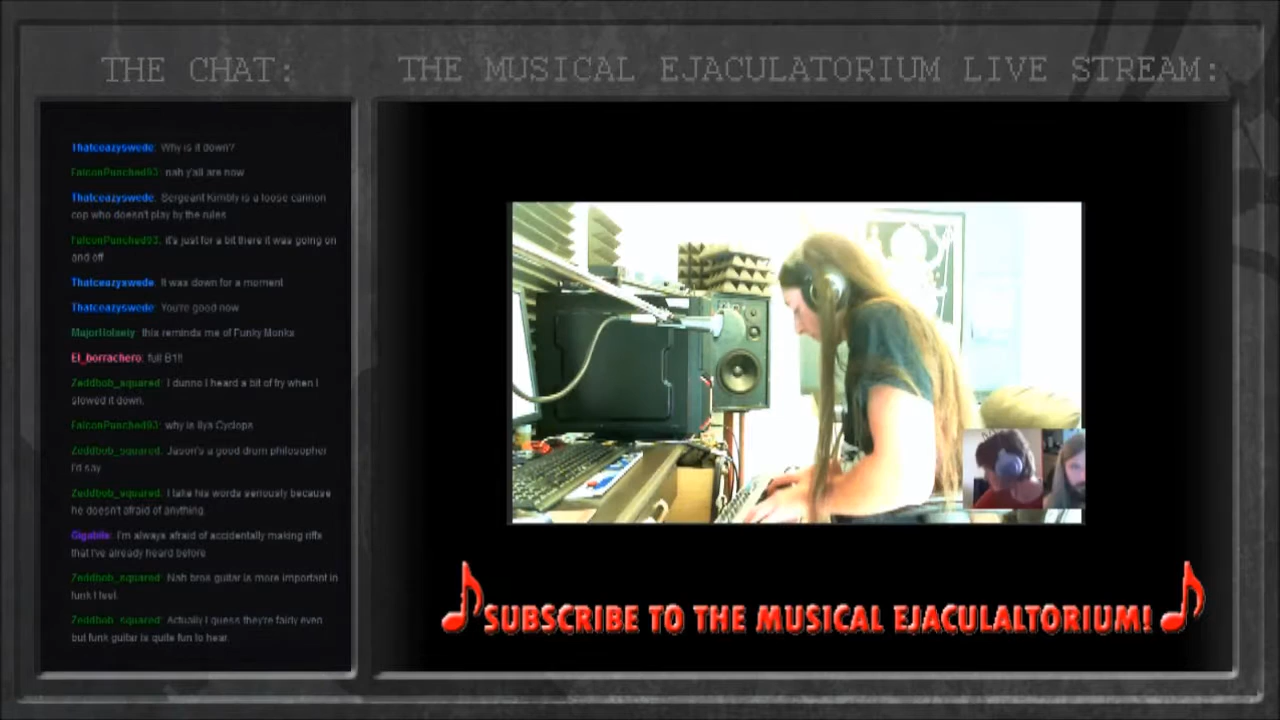 THE CHAT:
THE MUSICAL EJACULATORIUM LIVE STREAM:
Thatceazyswede: Why is it down?
FalconPunched93: nah y'all are now
Thatceazyswede: Sergeant Kimbly is a loose cannon
cop who doesn't play by the rules
FalconPunched93: it's just for a bit there it was going on
and off
Thatceazyswede: It was down for a moment
Thatceazyswede: You're good now
this reminds me of Funky Monks
El_borrachero: full B1!!
Zeddbob_squared: I dunno I heard a bit of fry when I
slowed it down.
FalconPunched93: why is Ilya Cyclops
Zeddbob_squared: Jason's a good drum philosopher
I'd say
Zeddbob_squared: I take his words seriously because
he doesn't afraid of anything.
I'm always afraid of accidentally making riffs
that I've already heard before
Zeddbob_squared: Nah bros guitar is more important in
funk I feel.
Zeddbob_squared: Actually I guess they're fairly even
but funk guitar is quite fun to hear.
SUBSCRIBE TO THE MUSICAL EJACULALTORIUM!